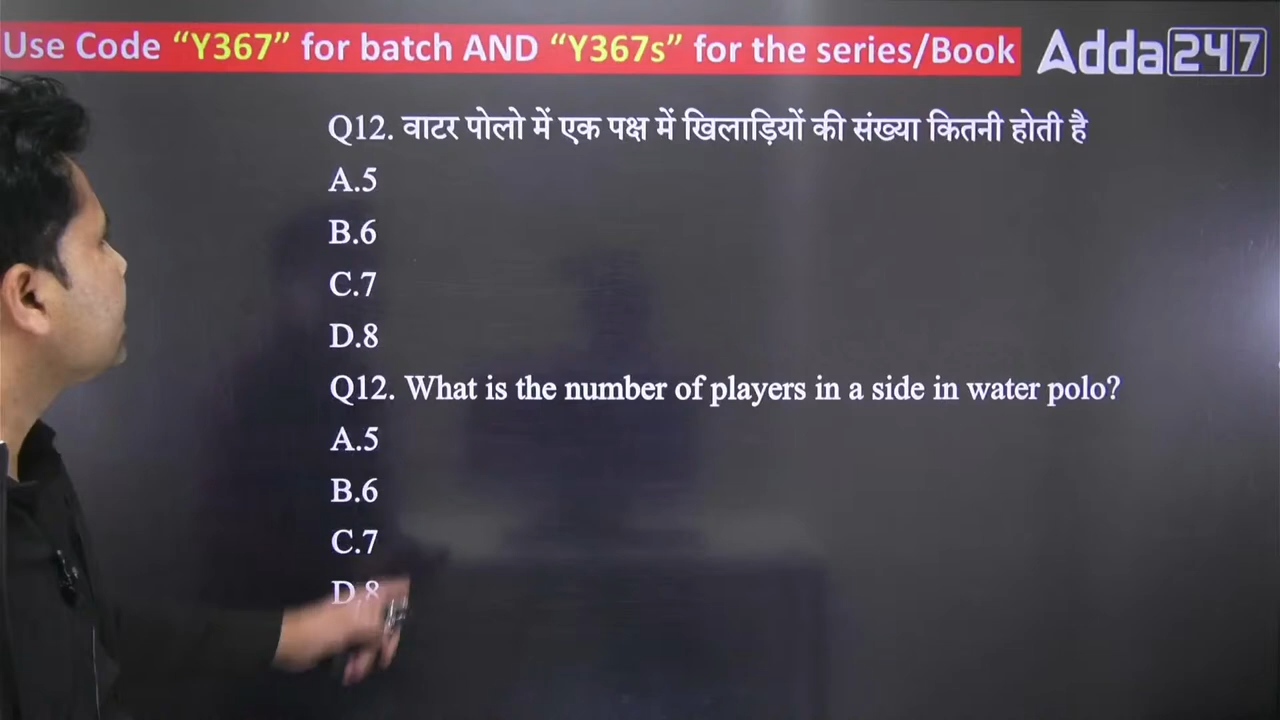 Use Code “Y367” for batch AND “Y367s” for the series/Book
Adda247
Q12. वाटर पोलो में एक पक्ष में खिलाड़ियों की संख्या कितनी होती है
A.5
B.6
C.7
D.8
Q12. What is the number of players in a side in water polo?
A.5
B.6
C.7
D.8